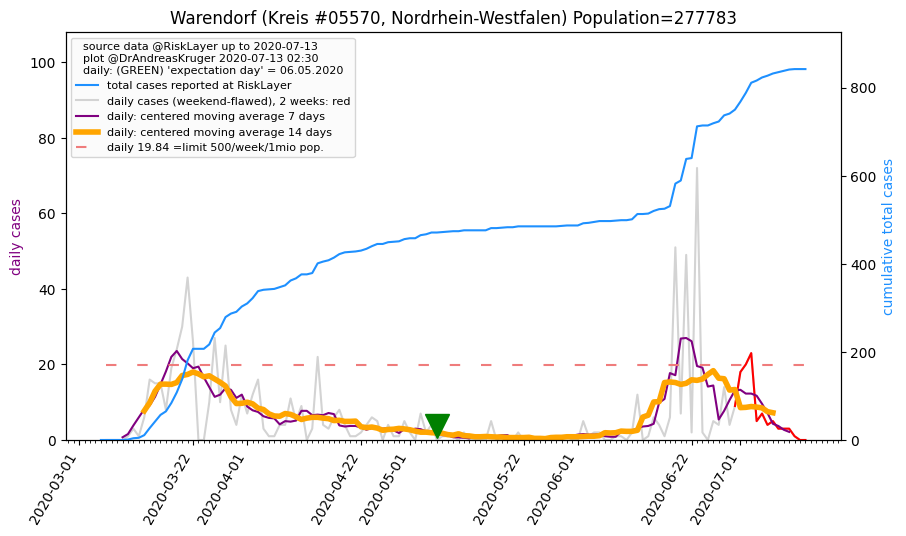 Warendorf (Kreis #05570, Nordrhein-Westfalen) Population=277783
source data @RiskLayer up to 2020-07-13
plot @DrAndreasKruger 2020-07-13 02:30
daily: (GREEN) 'expectation day' = 06.05.2020
total cases reported at RiskLayer
daily cases (weekend-flawed), 2 weeks: red
daily: centered moving average 7 days
daily: centered moving average 14 days
daily 19.84 =limit 500/week/1mio pop.
daily cases
100
80
60
40
20
0
cumulative total cases
800
600
400
200
0
2020-03-01
2020-03-22
2020-04-01
2020-04-22
2020-05-01
2020-05-22
2020-06-01
2020-06-22
2020-07-01